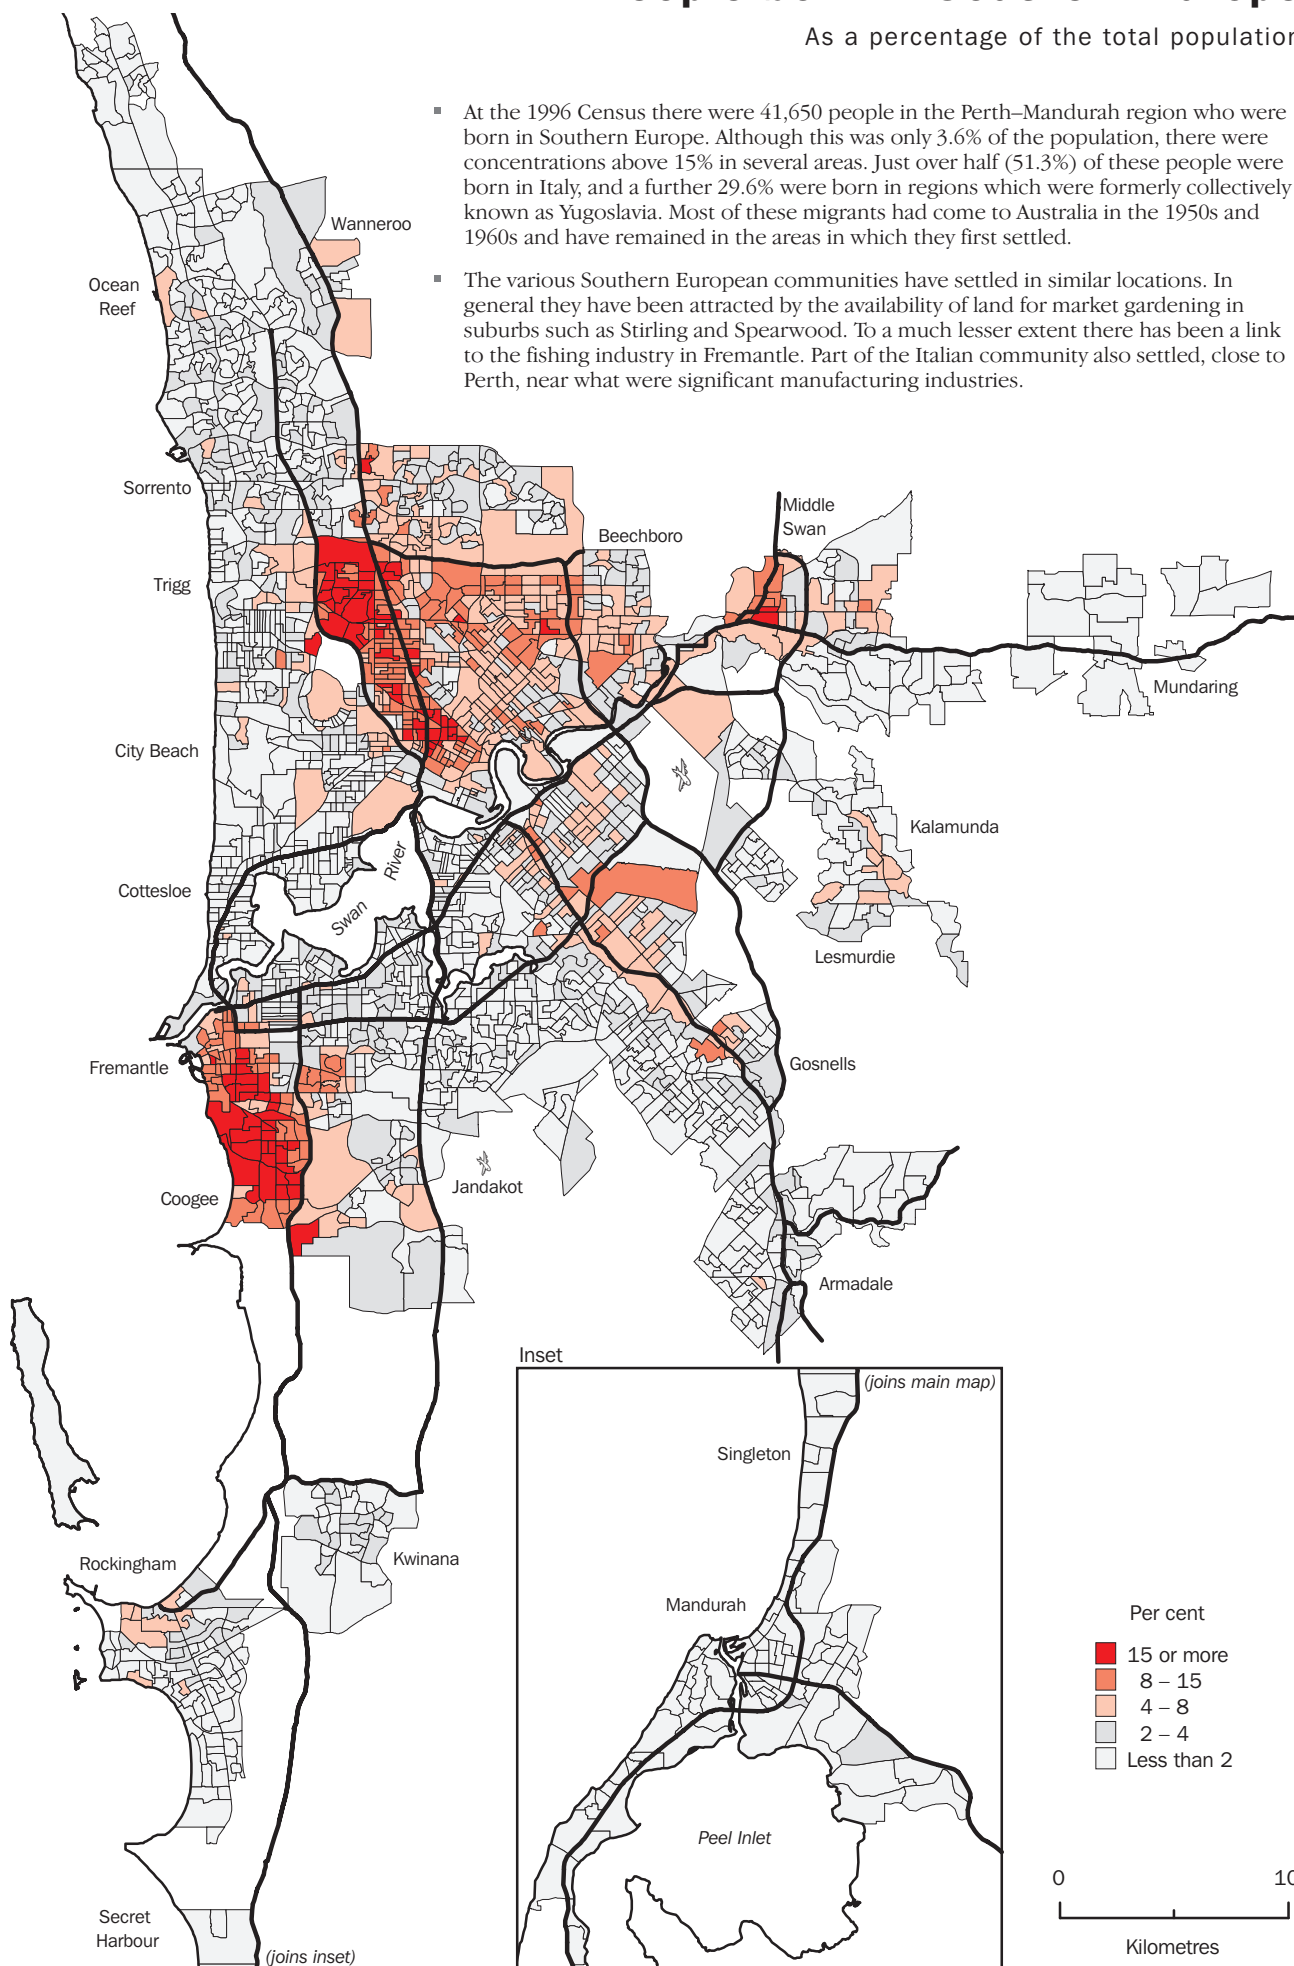 As a percentage of the total population
At the 1996 Census there were 41,650 people in the Perth–Mandurah region who were
born in Southern Europe. Although this was only 3.6% of the population, there were
concentrations above 15% in several areas. Just over half (51.3%) of these people were
born in Italy, and a further 29.6% were born in regions which were formerly collectively
known as Yugoslavia. Most of these migrants had come to Australia in the 1950s and
1960s and have remained in the areas in which they first settled.
The various Southern European communities have settled in similar locations. In
general they have been attracted by the availability of land for market gardening in
suburbs such as Stirling and Spearwood. To a much lesser extent there has been a link
to the fishing industry in Fremantle. Part of the Italian community also settled, close to
Perth, near what were significant manufacturing industries.
Wanneroo
Ocean
Reef
Sorrento
Middle
Swan
Beechboro
Trigg
Mundaring
City Beach
Kalamunda
River
Cottesloe
Swan
Lesmurdie
Fremantle
Gosnells
Jandakot
Coogee
Armadale
Inset
(joins main map)
Singleton
Rockingham
Kwinana
Mandurah
Per cent
15 or more
8 – 15
4 – 8
2 – 4
Less than 2
Peel Inlet
0 10
Secret
Harbour
Kilometres
(joins inset)